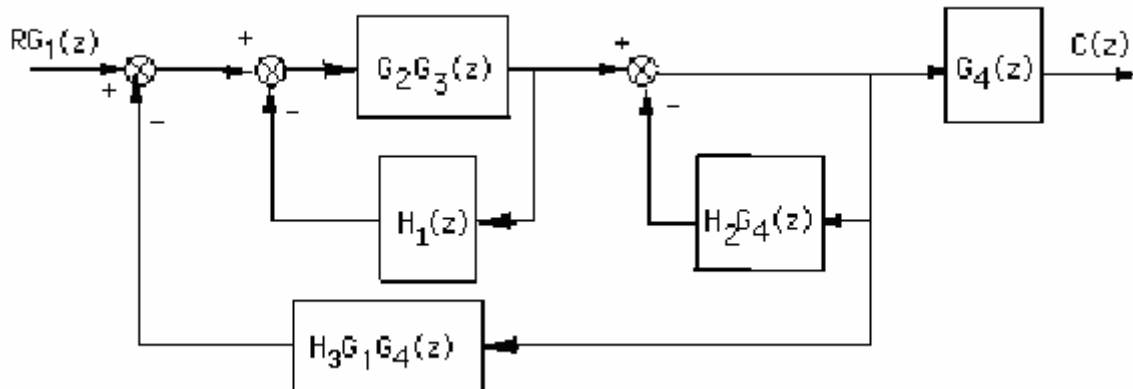 RG₁(z)
+
−
+
−
G₂G₃(z)
+
−
G₄(z)
C(z)
H₁(z)
H₂G₄(z)
H₃G₁G₄(z)